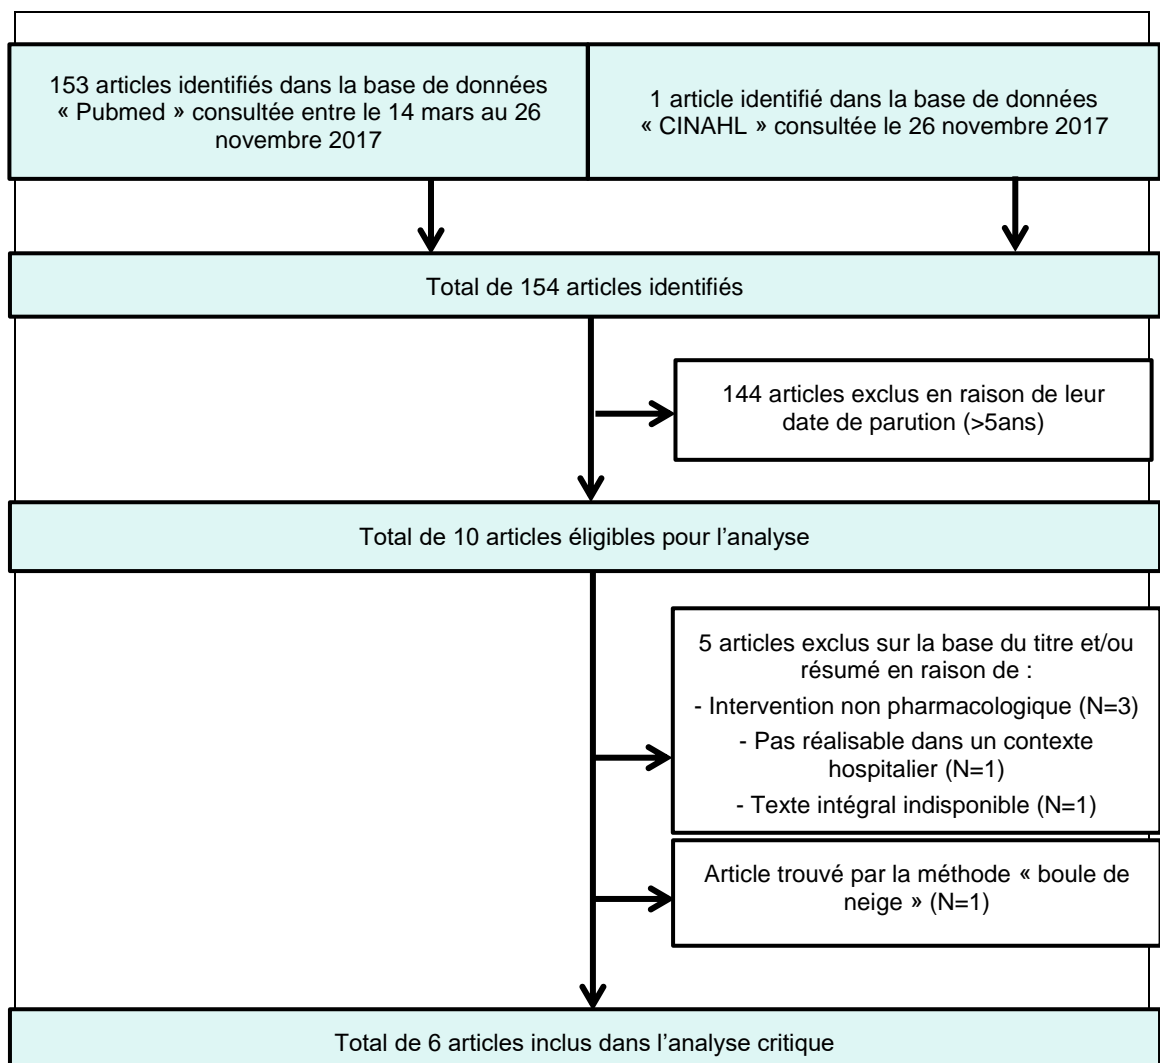 153 articles identifiés dans la base de données
« Pubmed » consultée entre le 14 mars au 26
novembre 2017
1 article identifié dans la base de données
« CINAHL » consultée le 26 novembre 2017
Total de 154 articles identifiés
144 articles exclus en raison de leur
date de parution (>5ans)
Total de 10 articles éligibles pour l’analyse
5 articles exclus sur la base du titre et/ou
résumé en raison de :
- Intervention non pharmacologique (N=3)
- Pas réalisable dans un contexte
hospitalier (N=1)
- Texte intégral indisponible (N=1)
Article trouvé par la méthode « boule de
neige » (N=1)
Total de 6 articles inclus dans l’analyse critique